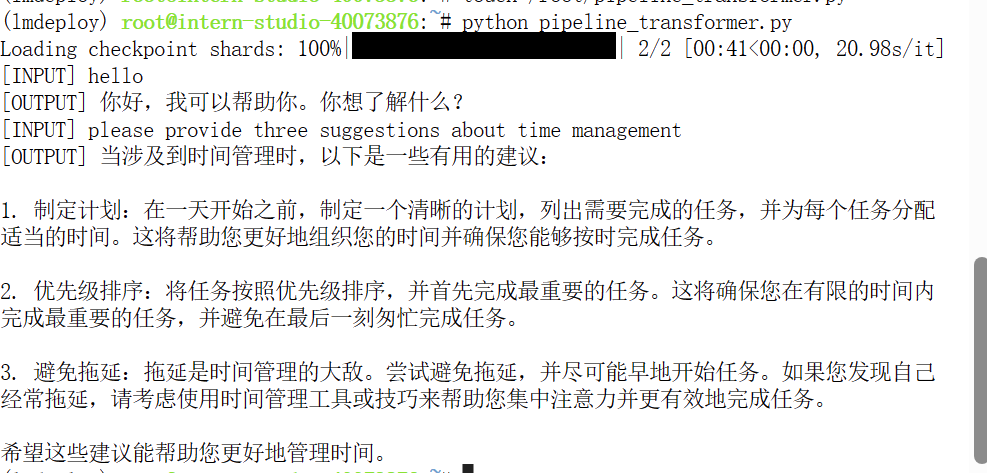 (lmdeploy) root@intern-studio-40073876:~# touch /root/pipeline_transformer.py
(lmdeploy) root@intern-studio-40073876:~# python pipeline_transformer.py
Loading checkpoint shards: 100%| | 2/2 [00:41<00:00, 20.98s/it]
[INPUT] hello
[OUTPUT] 你好，我可以帮助你。你想了解什么？
[INPUT] please provide three suggestions about time management
[OUTPUT] 当涉及到时间管理时，以下是一些有用的建议：
1. 制定计划：在一天开始之前，制定一个清晰的计划，列出需要完成的任务，并为每个任务分配
适当的时间。这将帮助您更好地组织您的时间并确保您能够按时完成任务。
2. 优先级排序：将任务按照优先级排序，并首先完成最重要的任务。这将确保您在有限的时间内
完成最重要的任务，并避免在最后一刻匆忙完成任务。
3. 避免拖延：拖延是时间管理的大敌。尝试避免拖延，并尽可能早地开始任务。如果您发现自己
经常拖延，请考虑使用时间管理工具或技巧来帮助您集中注意力并更有效地完成任务。
希望这些建议能帮助您更好地管理时间。
(lmdeploy) root@intern-studio-40073876:~#